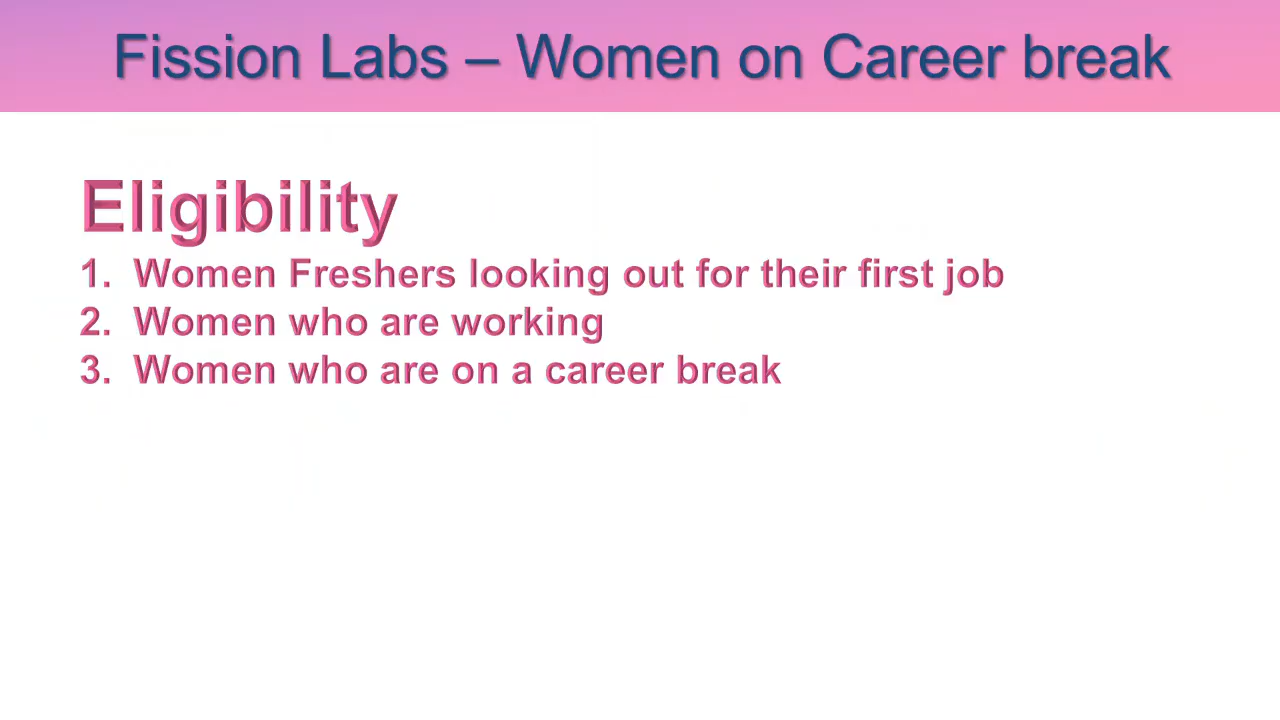 Fission Labs – Women on Career break
Eligibility
1. Women Freshers looking out for their first job
2. Women who are working
3. Women who are on a career break